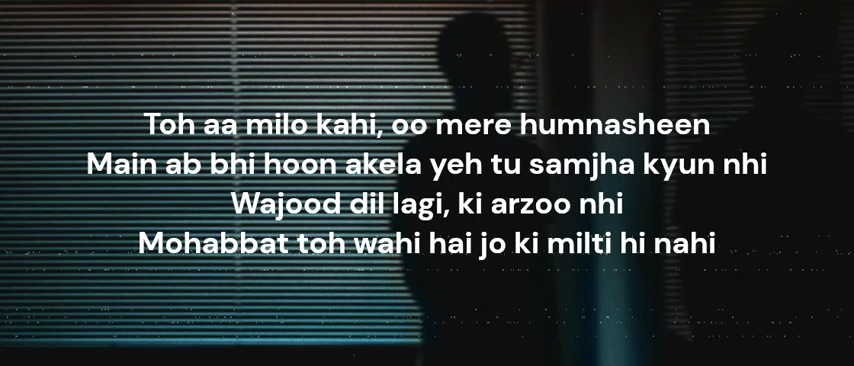 Toh aa milo kahi, oo mere humnasheen
Main ab bhi hoon akela yeh tu samjha kyun nhi
Wajood dil lagi, ki arzoo nhi
Mohabbat toh wahi hai jo ki milti hi nahi